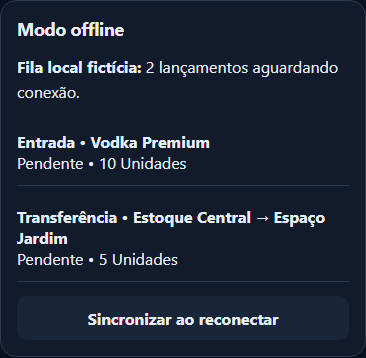 Modo offline
Fila local fictícia: 2 lançamentos aguardando
conexão.
Entrada • Vodka Premium
Pendente • 10 Unidades
Transferência • Estoque Central → Espaço
Jardim
Pendente • 5 Unidades
Sincronizar ao reconectar